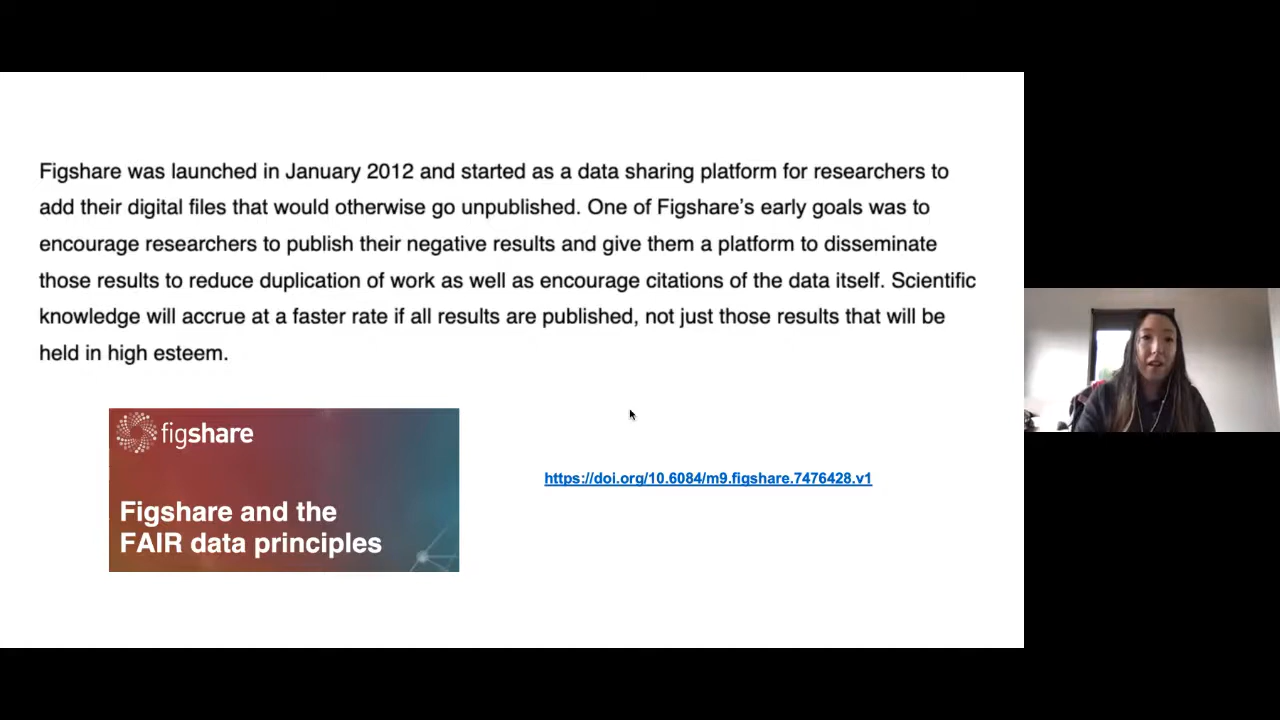 Figshare was launched in January 2012 and started as a data sharing platform for researchers to
add their digital files that would otherwise go unpublished. One of Figshare’s early goals was to
encourage researchers to publish their negative results and give them a platform to disseminate
those results to reduce duplication of work as well as encourage citations of the data itself. Scientific
knowledge will accrue at a faster rate if all results are published, not just those results that will be
held in high esteem.
figshare
Figshare and the
FAIR data principles
https://doi.org/10.6084/m9.figshare.7476428.v1